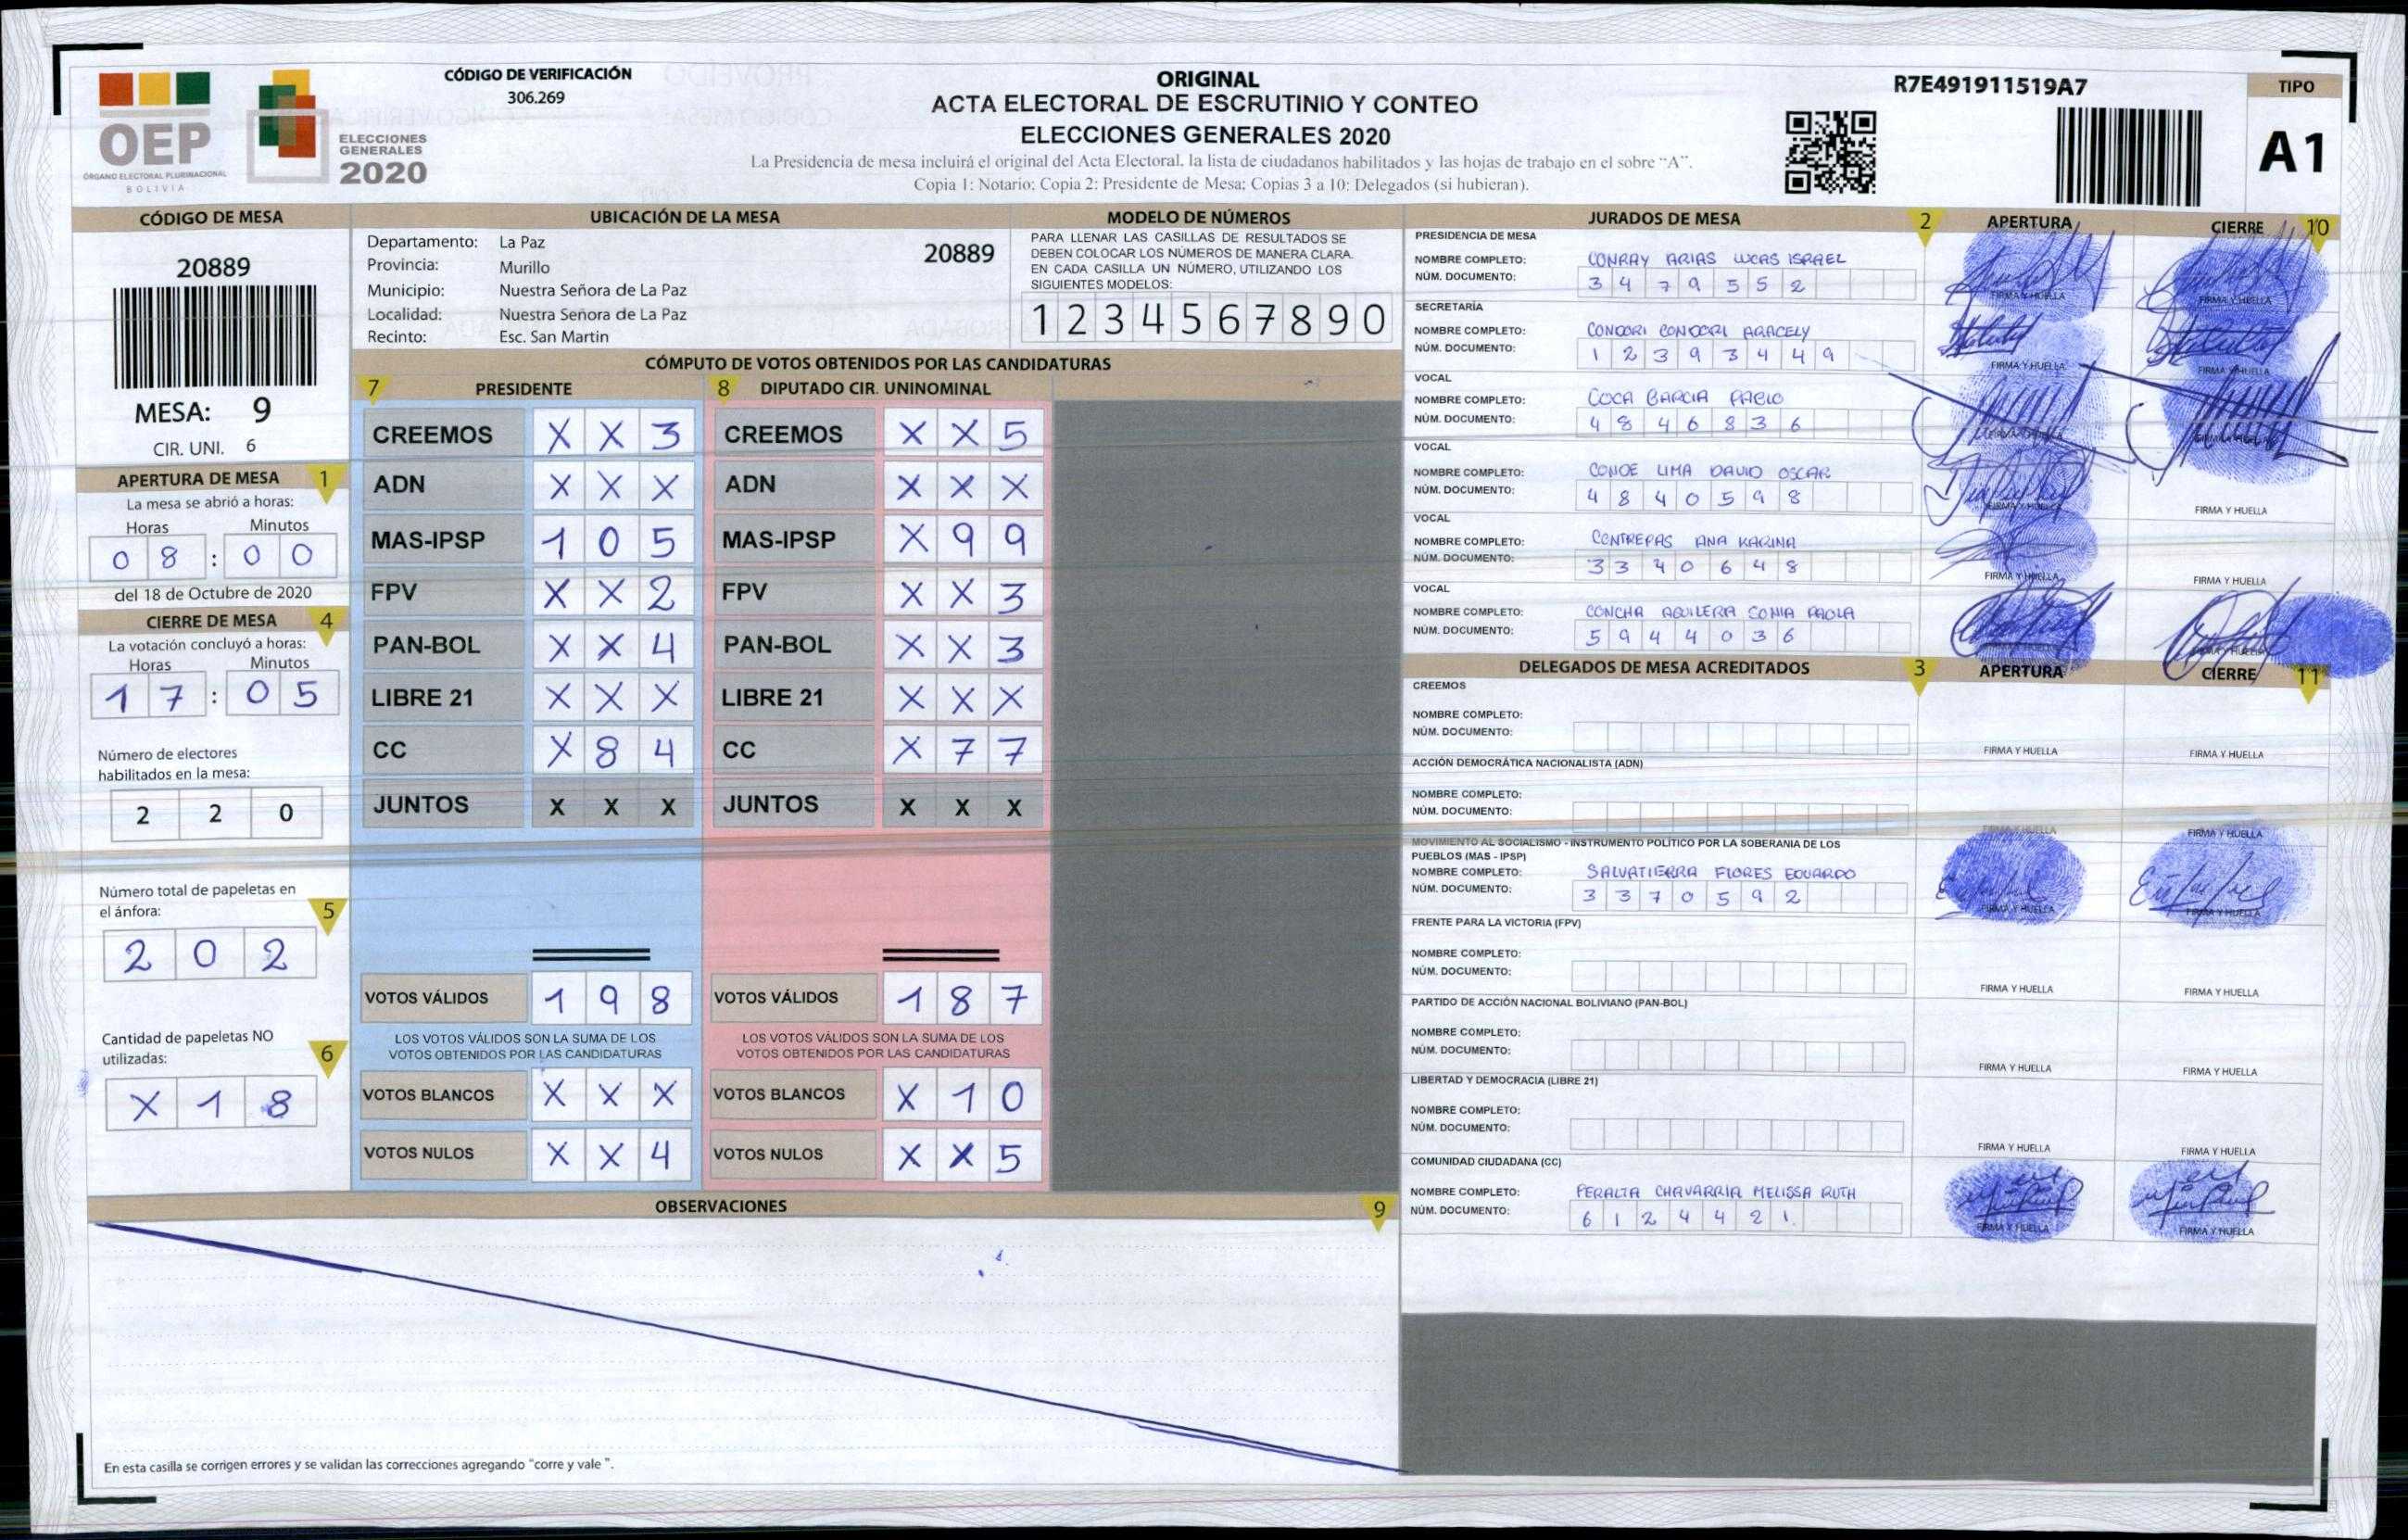 OEP
ÓRGANO ELECTORAL PLURINACIONAL
BOLIVIA
ELECCIONES
GENERALES
2020
CÓDIGO DE VERIFICACIÓN
306.269
ORIGINAL
ACTA ELECTORAL DE ESCRUTINIO Y CONTEO
ELECCIONES GENERALES 2020
La Presidencia de mesa incluirá el original del Acta Electoral, la lista de ciudadanos habilitados y las hojas de trabajo en el sobre "A".
Copia 1: Notario; Copia 2: Presidente de Mesa; Copias 3 a 10: Delegados (si hubieran).
R7E491911519A7
TIPO
A1
CÓDIGO DE MESA
20889
MESA: 9
CIR. UNI. 6
APERTURA DE MESA 1
La mesa se abrió a horas:
Horas Minutos
0 8 : 0 0
del 18 de Octubre de 2020
CIERRE DE MESA 4
La votación concluyó a horas:
Horas Minutos
1 7 : 0 5
Número de electores
habilitados en la mesa:
2 2 0
Número total de papeletas en
el ánfora: 5
2 0 2
Cantidad de papeletas NO
utilizadas: 6
X 1 8
UBICACIÓN DE LA MESA
Departamento: La Paz 20889
Provincia: Murillo
Municipio: Nuestra Señora de La Paz
Localidad: Nuestra Señora de La Paz
Recinto: Esc. San Martin
MODELO DE NÚMEROS
PARA LLENAR LAS CASILLAS DE RESULTADOS SE
DEBEN COLOCAR LOS NÚMEROS DE MANERA CLARA.
EN CADA CASILLA UN NÚMERO, UTILIZANDO LOS
SIGUIENTES MODELOS:
1 2 3 4 5 6 7 8 9 0
CÓMPUTO DE VOTOS OBTENIDOS POR LAS CANDIDATURAS
7 PRESIDENTE 8 DIPUTADO CIR. UNINOMINAL
CREEMOS X X 3 CREEMOS X X 5
ADN X X X ADN X X X
MAS-IPSP 1 0 5 MAS-IPSP X 9 9
FPV X X 2 FPV X X 3
PAN-BOL X X 4 PAN-BOL X X 3
LIBRE 21 X X X LIBRE 21 X X X
CC X 8 4 CC X 7 7
JUNTOS X X X JUNTOS X X X
VOTOS VÁLIDOS 1 9 8 VOTOS VÁLIDOS 1 8 7
LOS VOTOS VÁLIDOS SON LA SUMA DE LOS LOS VOTOS VÁLIDOS SON LA SUMA DE LOS
VOTOS OBTENIDOS POR LAS CANDIDATURAS VOTOS OBTENIDOS POR LAS CANDIDATURAS
VOTOS BLANCOS X X X VOTOS BLANCOS X 1 0
VOTOS NULOS X X 4 VOTOS NULOS X X 5
OBSERVACIONES 9
En esta casilla se corrigen errores y se validan las correcciones agregando "corre y vale ".
JURADOS DE MESA 2 APERTURA CIERRE 10
PRESIDENCIA DE MESA
NOMBRE COMPLETO: CONRAY ARIAS LUCAS ISRAEL
NÚM. DOCUMENTO: 3 4 7 9 5 5 2
FIRMA Y HUELLA FIRMA Y HUELLA
SECRETARÍA
NOMBRE COMPLETO: CONDORI CONDORI ARACELY
NÚM. DOCUMENTO: 1 2 3 9 3 4 4 9
FIRMA Y HUELLA FIRMA Y HUELLA
VOCAL
NOMBRE COMPLETO: COCA GARCIA PABLO
NÚM. DOCUMENTO: 4 8 4 6 8 3 6
FIRMA Y HUELLA FIRMA Y HUELLA
VOCAL
NOMBRE COMPLETO: CONDE LIMA DAVID OSCAR
NÚM. DOCUMENTO: 4 8 4 0 5 9 8
FIRMA Y HUELLA FIRMA Y HUELLA
VOCAL
NOMBRE COMPLETO: CONTRERAS ANA KARINA
NÚM. DOCUMENTO: 3 3 4 0 6 4 8
FIRMA Y HUELLA FIRMA Y HUELLA
VOCAL
NOMBRE COMPLETO: CONCHA AGUILERA SONIA PAOLA
NÚM. DOCUMENTO: 5 9 4 4 0 3 6
FIRMA Y HUELLA FIRMA Y HUELLA
DELEGADOS DE MESA ACREDITADOS 3 APERTURA CIERRE 11
CREEMOS
NOMBRE COMPLETO:
NÚM. DOCUMENTO:
FIRMA Y HUELLA FIRMA Y HUELLA
ACCIÓN DEMOCRÁTICA NACIONALISTA (ADN)
NOMBRE COMPLETO:
NÚM. DOCUMENTO:
FIRMA Y HUELLA FIRMA Y HUELLA
MOVIMIENTO AL SOCIALISMO - INSTRUMENTO POLÍTICO POR LA SOBERANIA DE LOS
PUEBLOS (MAS - IPSP)
NOMBRE COMPLETO: SALVATIERRA FLORES EDUARDO
NÚM. DOCUMENTO: 3 3 7 0 5 9 2
FIRMA Y HUELLA FIRMA Y HUELLA
FRENTE PARA LA VICTORIA (FPV)
NOMBRE COMPLETO:
NÚM. DOCUMENTO:
FIRMA Y HUELLA FIRMA Y HUELLA
PARTIDO DE ACCIÓN NACIONAL BOLIVIANO (PAN-BOL)
NOMBRE COMPLETO:
NÚM. DOCUMENTO:
FIRMA Y HUELLA FIRMA Y HUELLA
LIBERTAD Y DEMOCRACIA (LIBRE 21)
NOMBRE COMPLETO:
NÚM. DOCUMENTO:
FIRMA Y HUELLA FIRMA Y HUELLA
COMUNIDAD CIUDADANA (CC)
NOMBRE COMPLETO: PERALTA CHAVARRÍA MELISSA RUTH
NÚM. DOCUMENTO: 6 1 2 4 4 2 1
FIRMA Y HUELLA FIRMA Y HUELLA